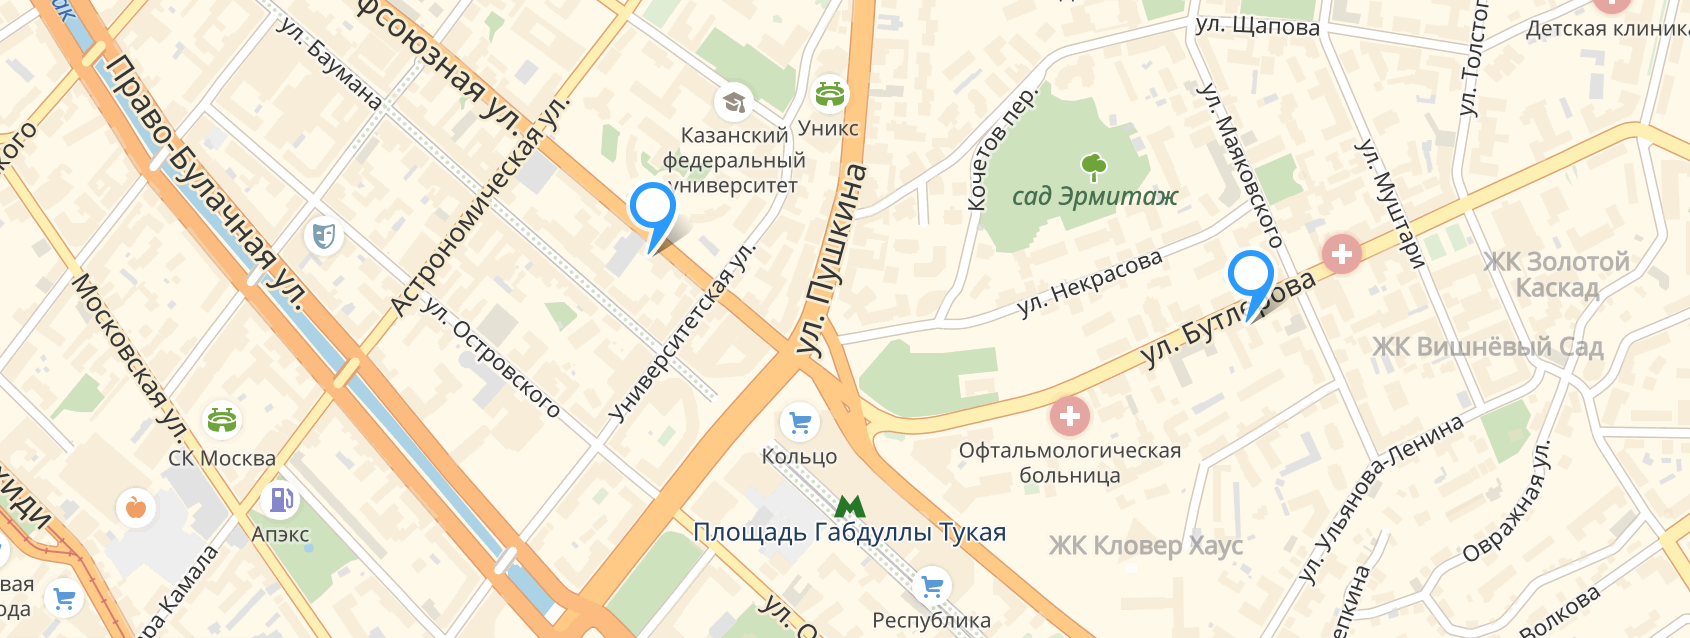 фсоюзная ул.
ул. Баумана
Право-Булачная ул.
Астрономическая ул.
Казанский
федеральный
университет
Уникс
ул. Пушкина
Кочетов пер.
сад Эрмитаж
ул. Щапова
ул. Маяковского
ул. Муштари
Детская клиника
ул. Некрасова
ул. Бутлерова
ЖК Золотой
Каскад
ЖК Вишнёвый Сад
Московская ул.
ул. Островского
Университетская ул.
СК Москва
Апэкс
Кольцо
Офтальмологическая
больница
Площадь Габдуллы Тукая
Республика
ЖК Кловер Хаус
ул. Ульянова-Ленина
Овражная ул.
Волкова